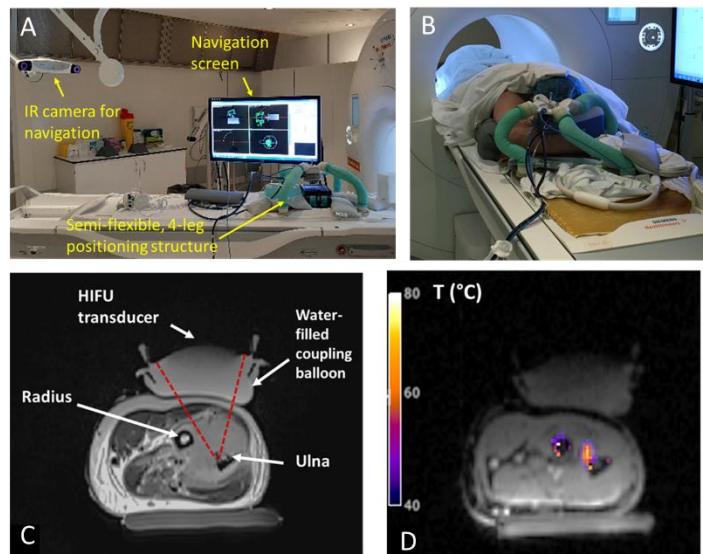 A
Navigation
screen
IR camera for
navigation
Semi-flexible, 4-leg
positioning structure
B
SIEMENS
Healthineers
HIFU
transducer
Water-
filled
coupling
balloon
Radius
Ulna
C
80
T (°C)
60
40
D